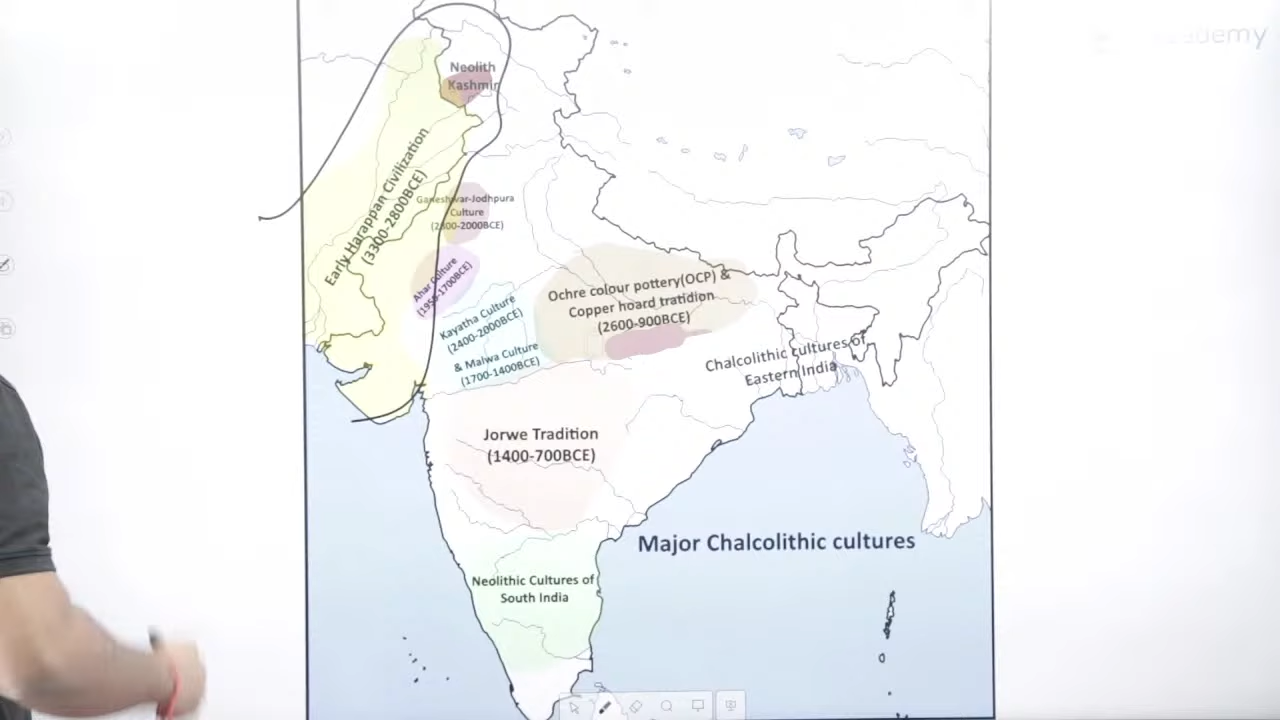 Neolith
Kashmir
Early Harappan Civilization
(3300-2800BCE)
Ganeshwar-Jodhpura
Culture
(2800-2000BCE)
Ahar Culture
(1950-1700BCE)
Kayatha Culture
(2400-2000BCE)
& Malwa Culture
(1700-1400BCE)
Ochre colour pottery(OCP) &
Copper hoard tratidion
(2600-900BCE)
Chalcolithic cultures of
Eastern India
Jorwe Tradition
(1400-700BCE)
Major Chalcolithic cultures
Neolithic Cultures of
South India